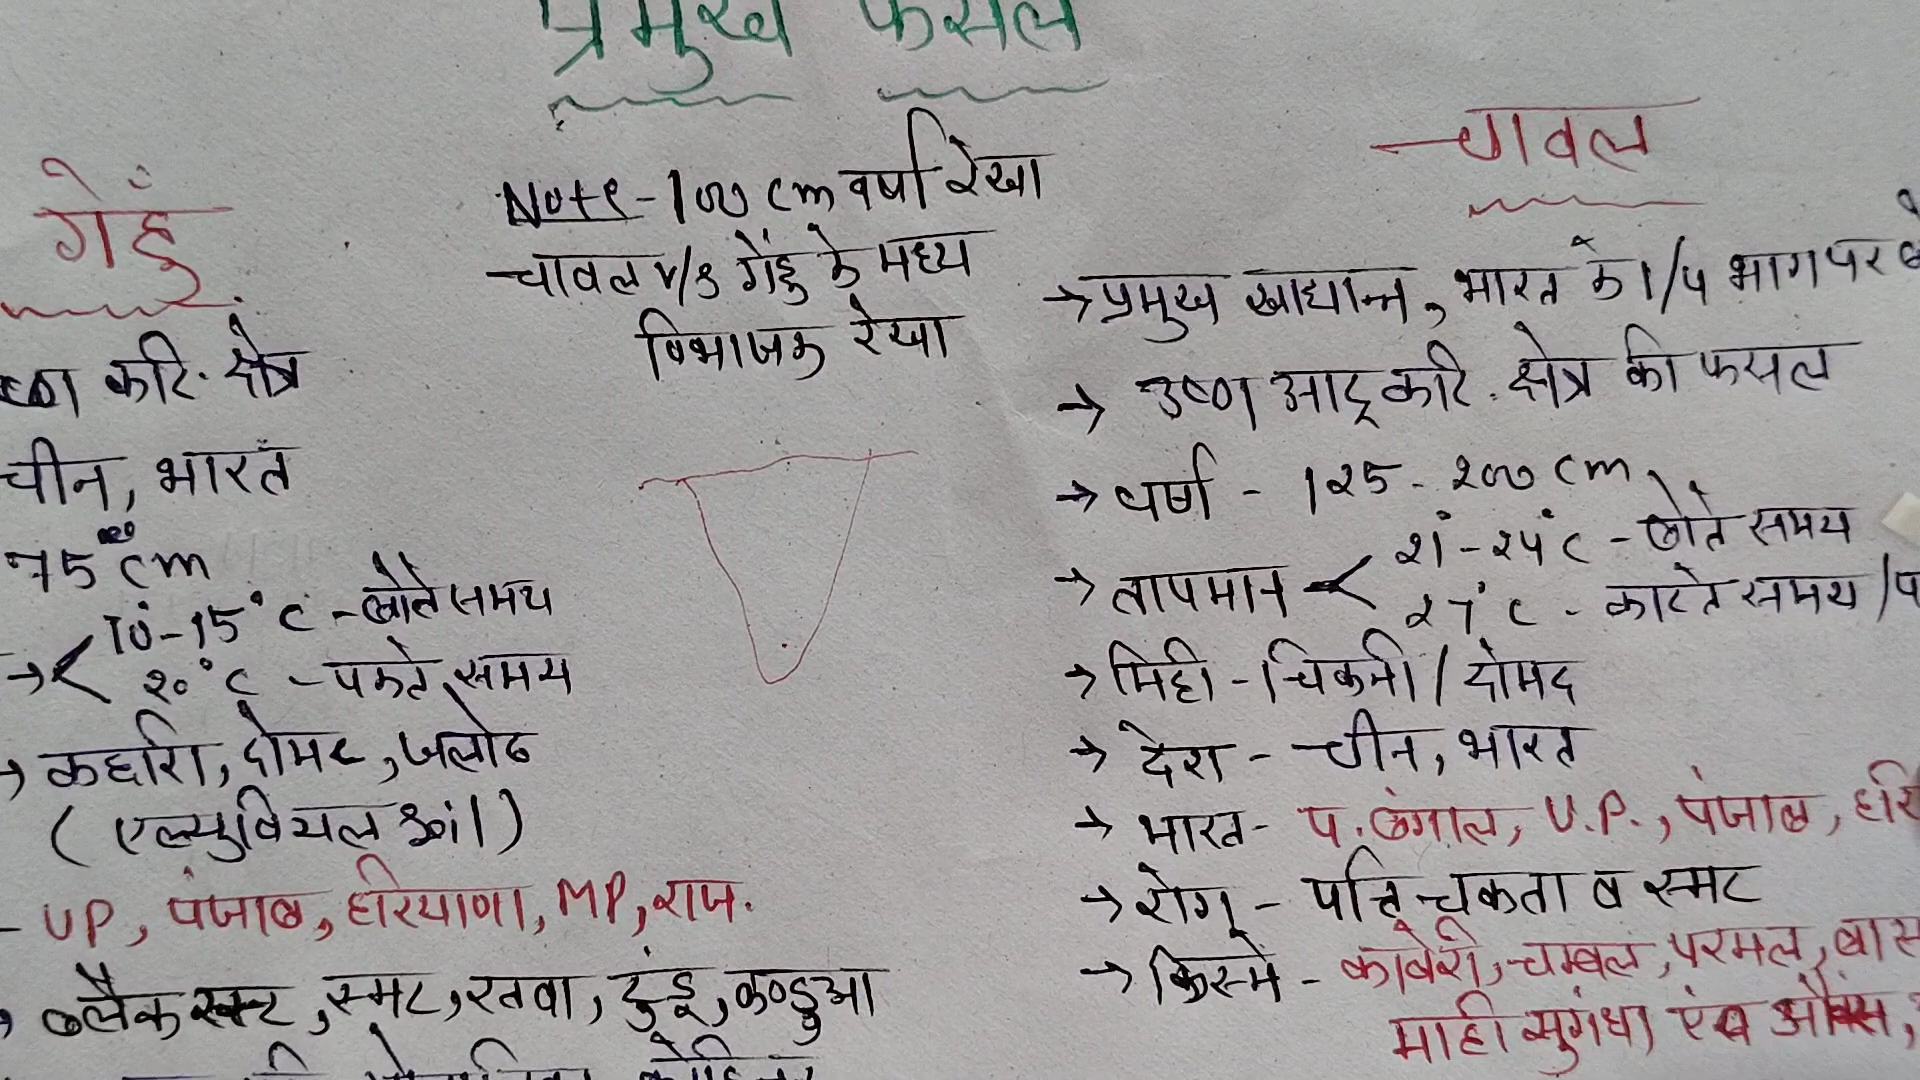 प्रमुख फसल
गेहूँ
कटि. क्षेत्र
चीन, भारत
75 cm
→ < 10°-15°C - बोते समय
20°C - पकते समय
→ कछारी, दोमट, जलोढ
(एल्युवियल soil)
- UP, पंजाब, हरियाणा, MP, राज.
ब्लैक रस्ट, स्मट, रतवा, टुंडू, कण्डुआ
Note - 100 cm वर्षा रेखा
चावल v/s गेंहु के मध्य
विभाजक रेखा
चावल
→ प्रमुख खाद्यान्न, भारत के 1/4 भाग पर
→ उष्ण आद्र कटि. क्षेत्र की फसल
→ वर्षा - 125 - 200 cm
→ तापमान < 21° - 24°C - बोते समय
27°C - काटते समय /
→ मिट्टी - चिकनी / दोमट
→ देश - चीन, भारत
→ भारत - प. बंगाल, U.P., पंजाब,
→ रोग - पत्ति चकता व स्मट
→ किस्में - कावेरी, चम्बल, परमल,
माही सुगंधा